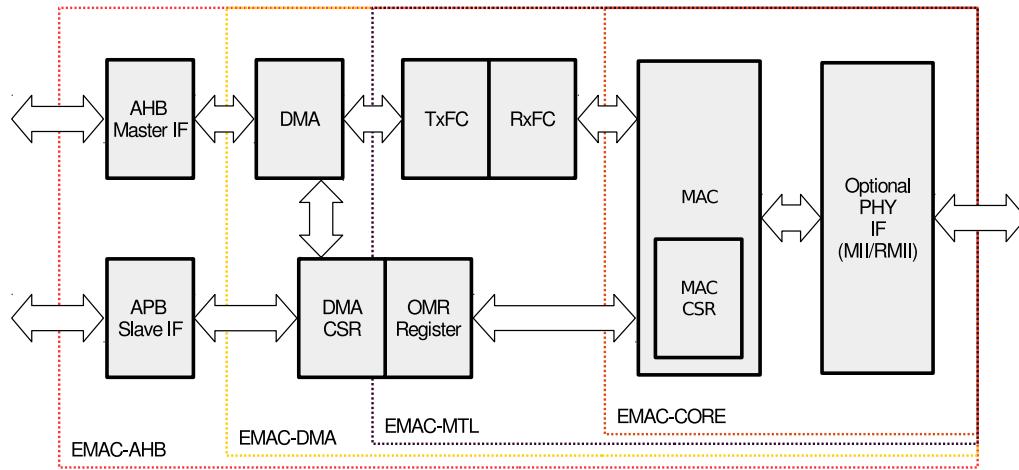 AHB
Master IF
DMA
TxFC
RxFC
MAC
Optional
PHY
IF
(MII/RMII)
APB
Slave IF
DMA
CSR
OMR
Register
MAC
CSR
EMAC-AHB
EMAC-DMA
EMAC-MTL
EMAC-CORE